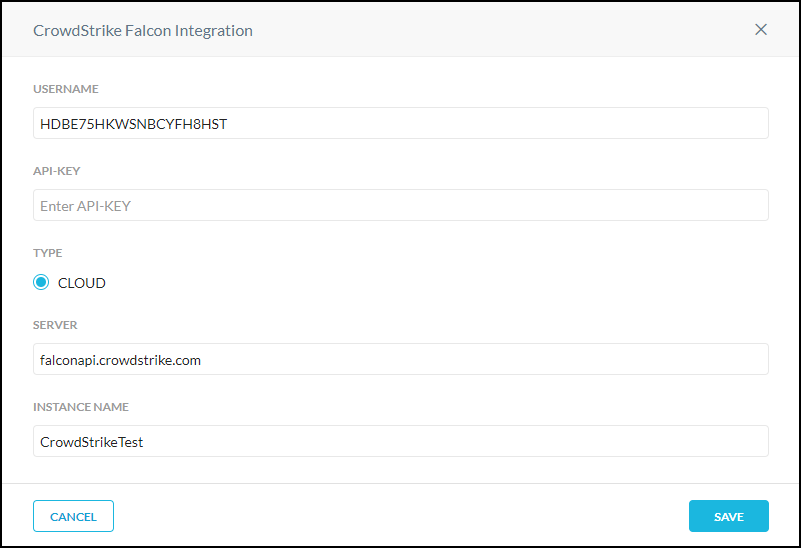 CrowdStrike Falcon Integration
USERNAME
HDBE75HKWSNBCYFH8HST
API-KEY
Enter API-KEY
TYPE
CLOUD
SERVER
falconapi.crowdstrike.com
INSTANCE NAME
CrowdStrikeTest
CANCEL SAVE